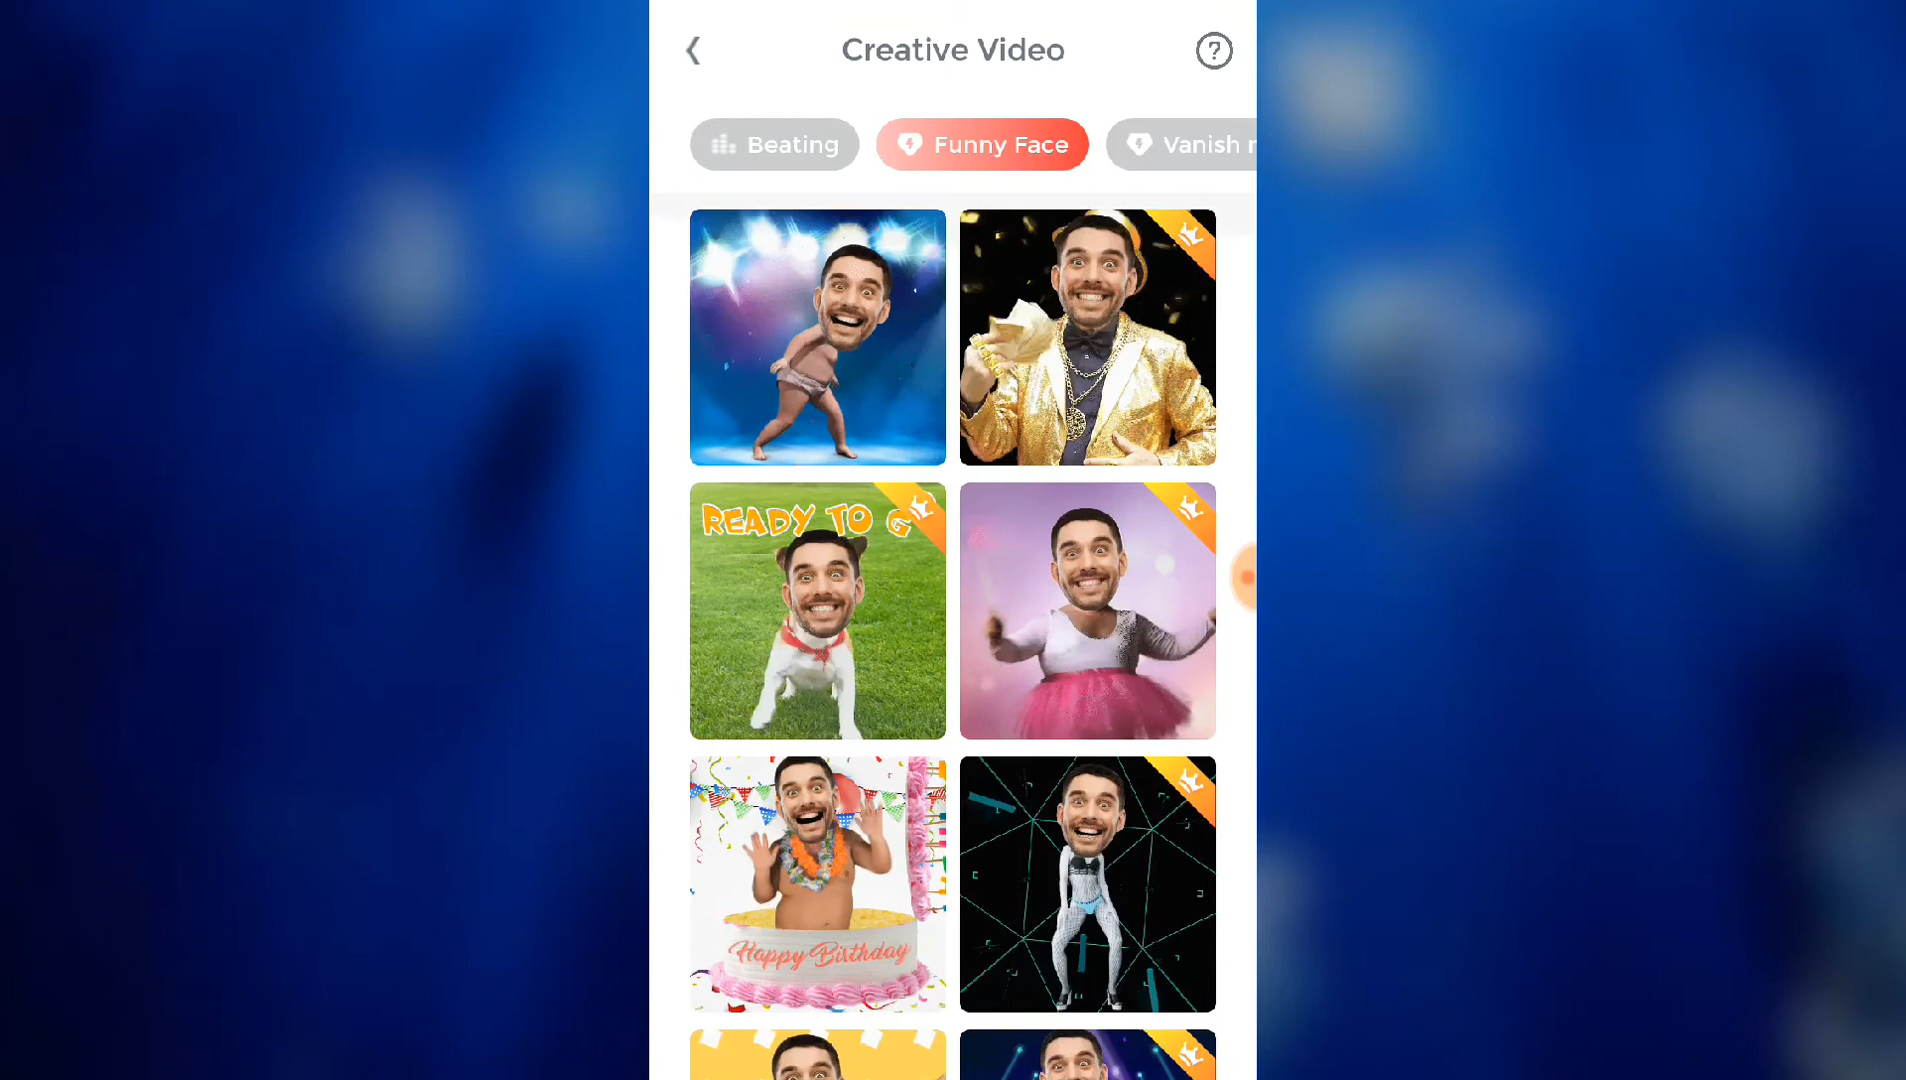 Creative Video
Beating
Funny Face
Vanish
READY TO G
Happy Birthday